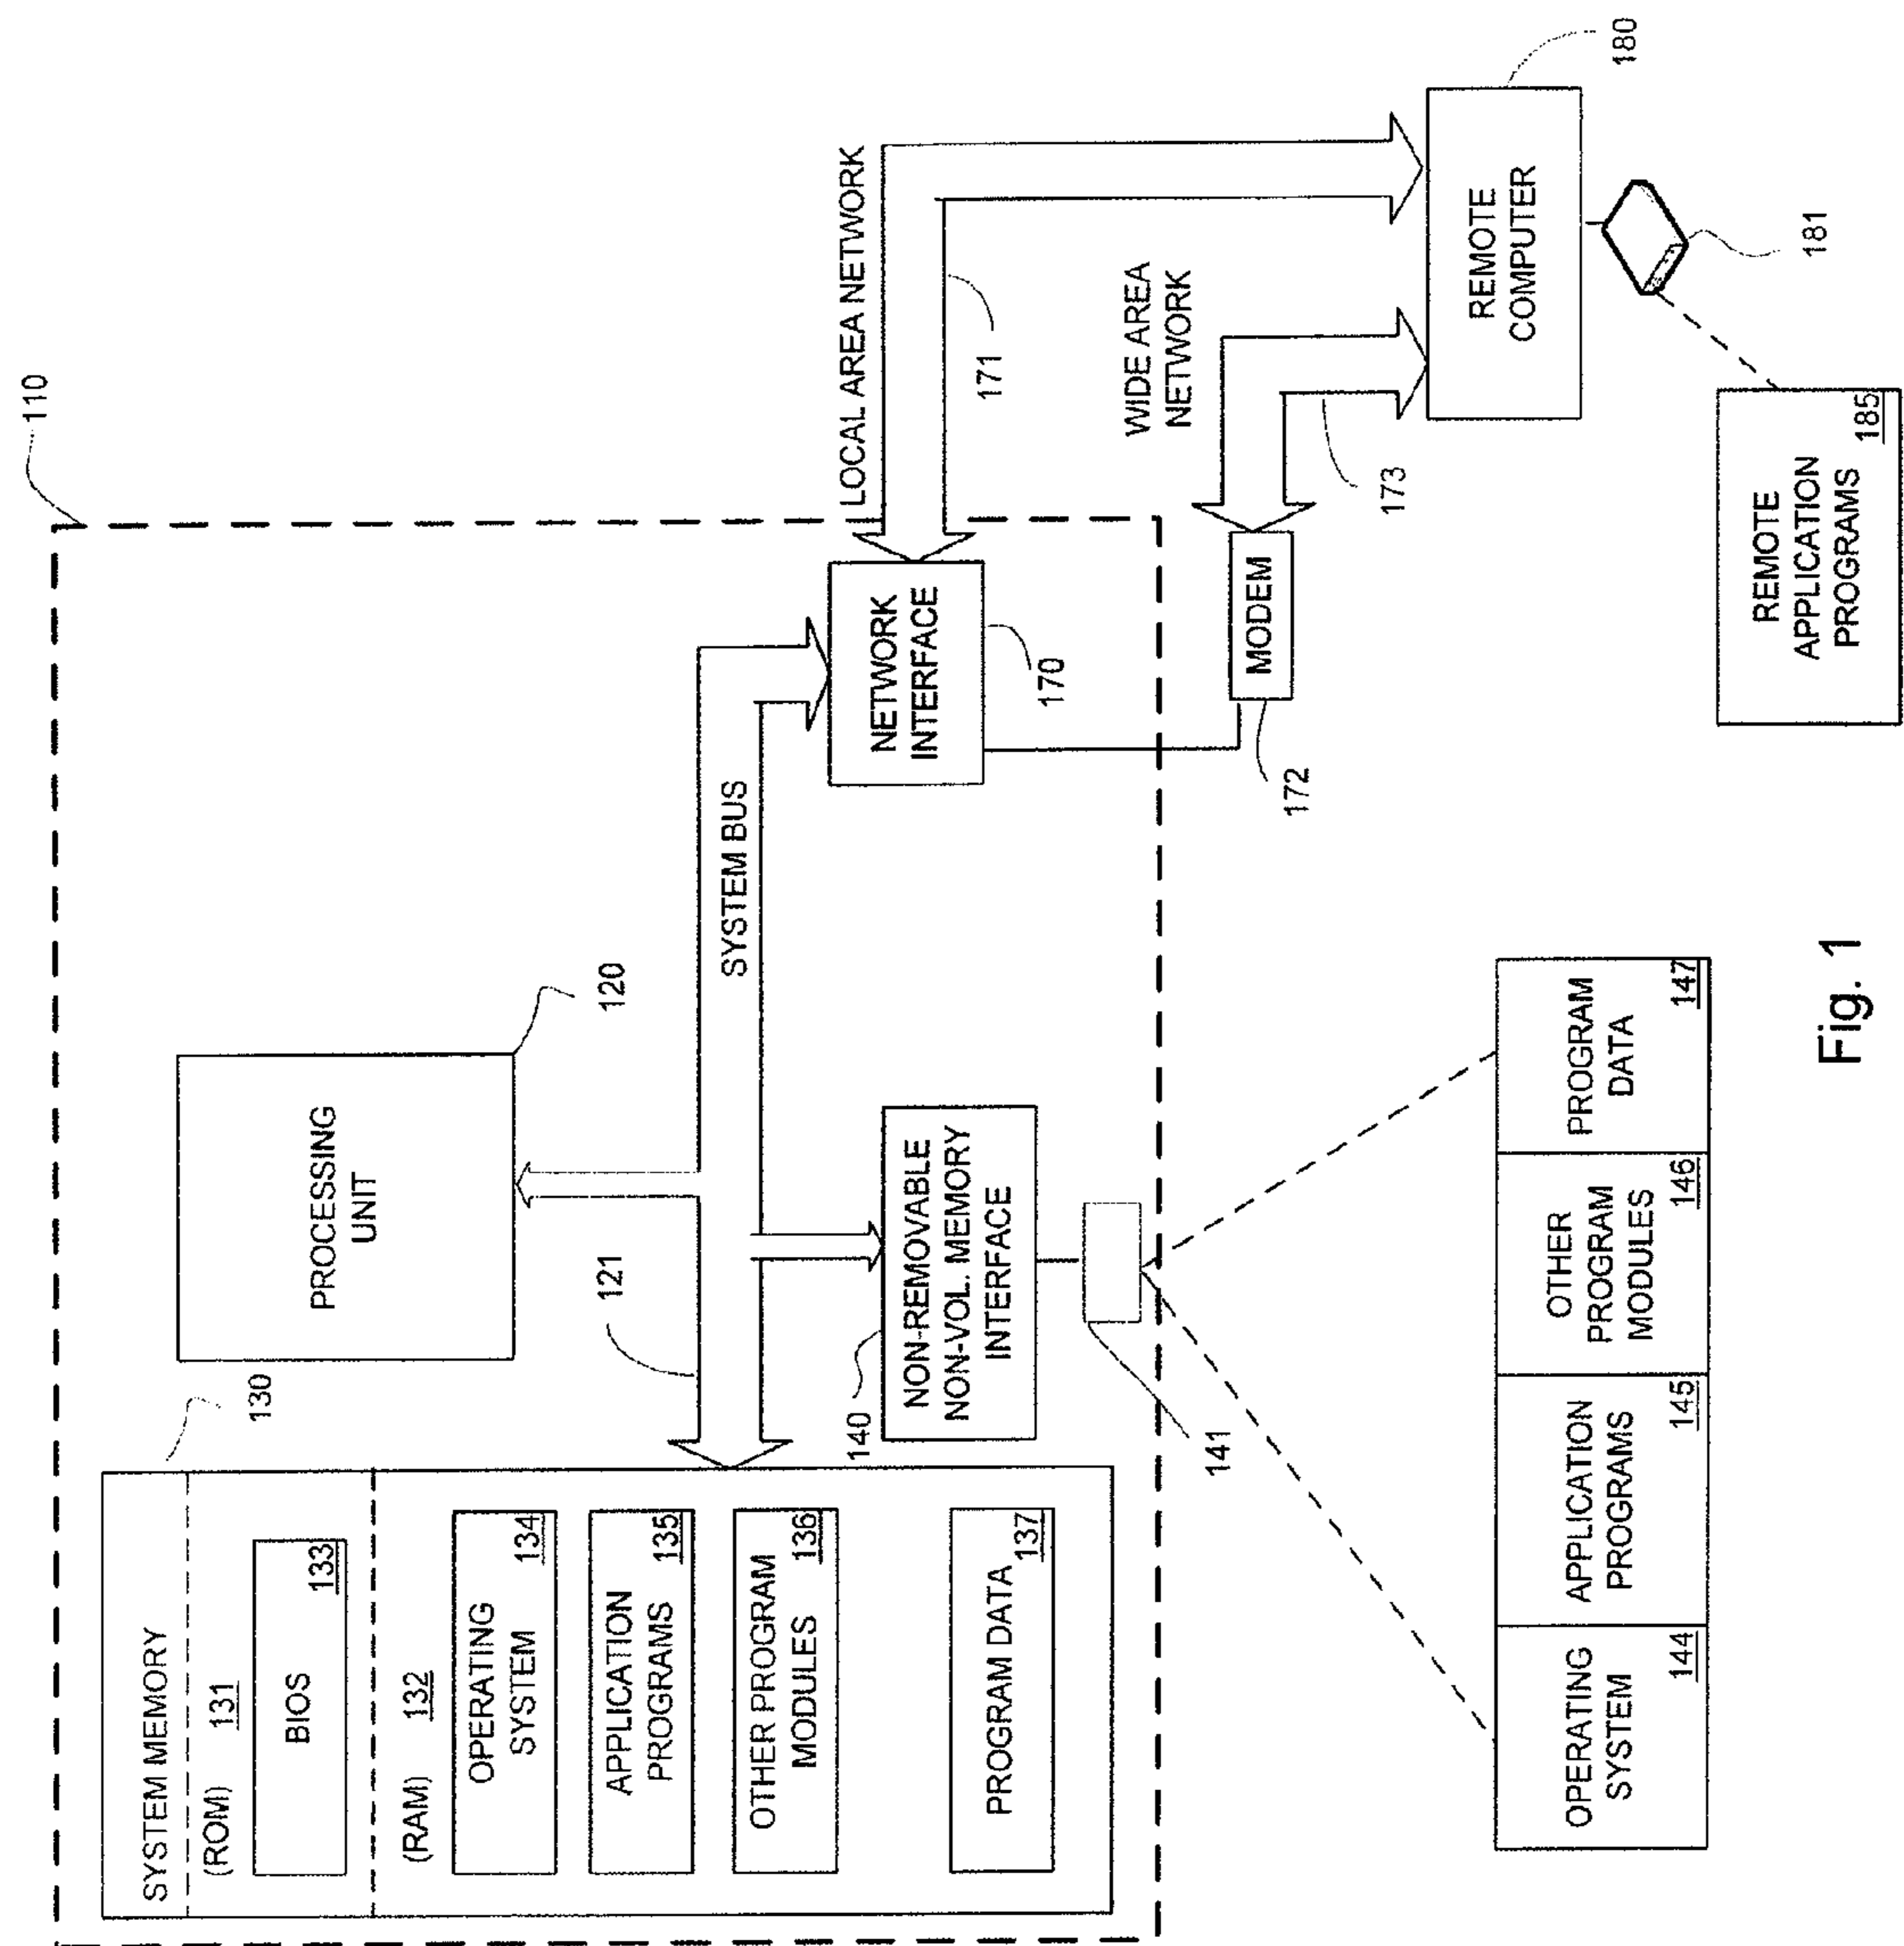 110
SYSTEM MEMORY
(ROM) 131
BIOS
133
(RAM) 132
OPERATING
SYSTEM
134
APPLICATION
PROGRAMS
135
OTHER PROGRAM
MODULES
136
PROGRAM DATA
137
130
PROCESSING
UNIT
120
121
SYSTEM BUS
140
NON-REMOVABLE
NON-VOL. MEMORY
INTERFACE
141
NETWORK
INTERFACE
170
LOCAL AREA NETWORK
171
WIDE AREA
NETWORK
173
MODEM
172
REMOTE
COMPUTER
180
181
REMOTE
APPLICATION
PROGRAMS
185
OPERATING
SYSTEM
144
APPLICATION
PROGRAMS
145
OTHER
PROGRAM
MODULES
146
PROGRAM
DATA
147
Fig. 1